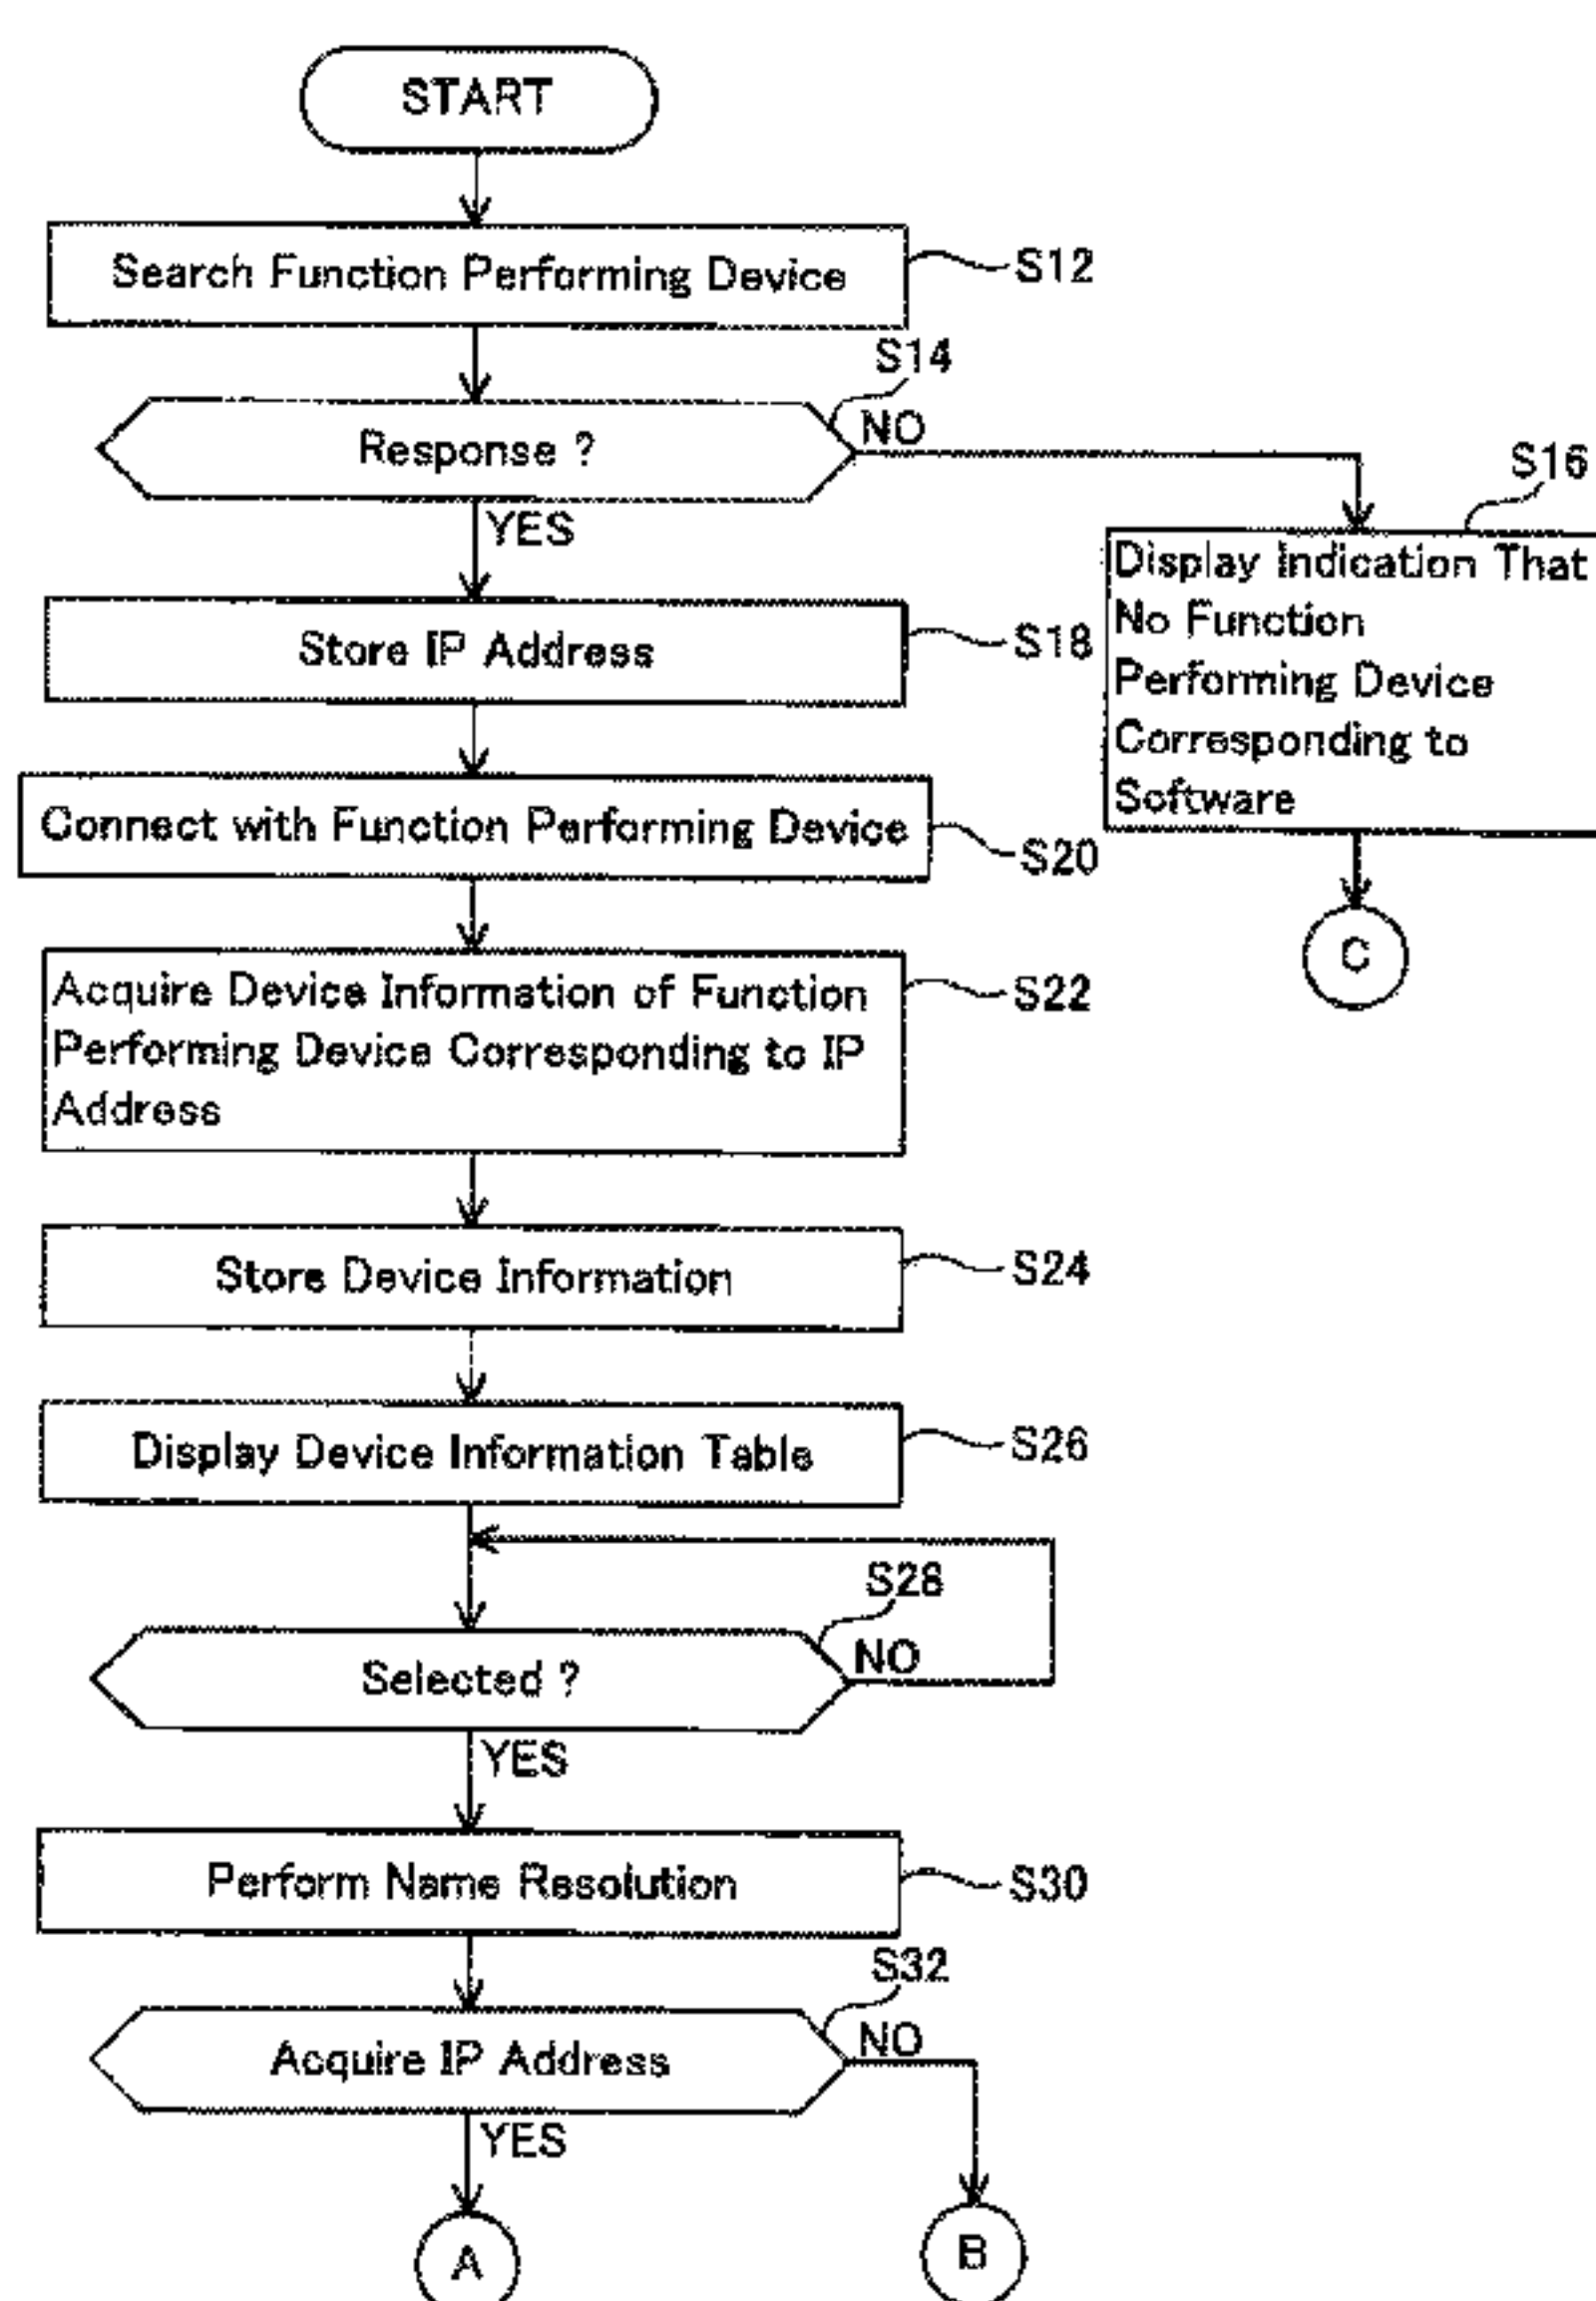 START
Search Function Performing Device
S12
S14
Response ?
NO
YES
S16
Display Indication That
No Function
Performing Device
Corresponding to
Software
C
Store IP Address
S18
Connect with Function Performing Device
S20
Acquire Device Information of Function
Performing Device Corresponding to IP
Address
S22
Store Device Information
S24
Display Device Information Table
S26
S28
Selected ?
NO
YES
Perform Name Resolution
S30
S32
Acquire IP Address
NO
YES
A
B